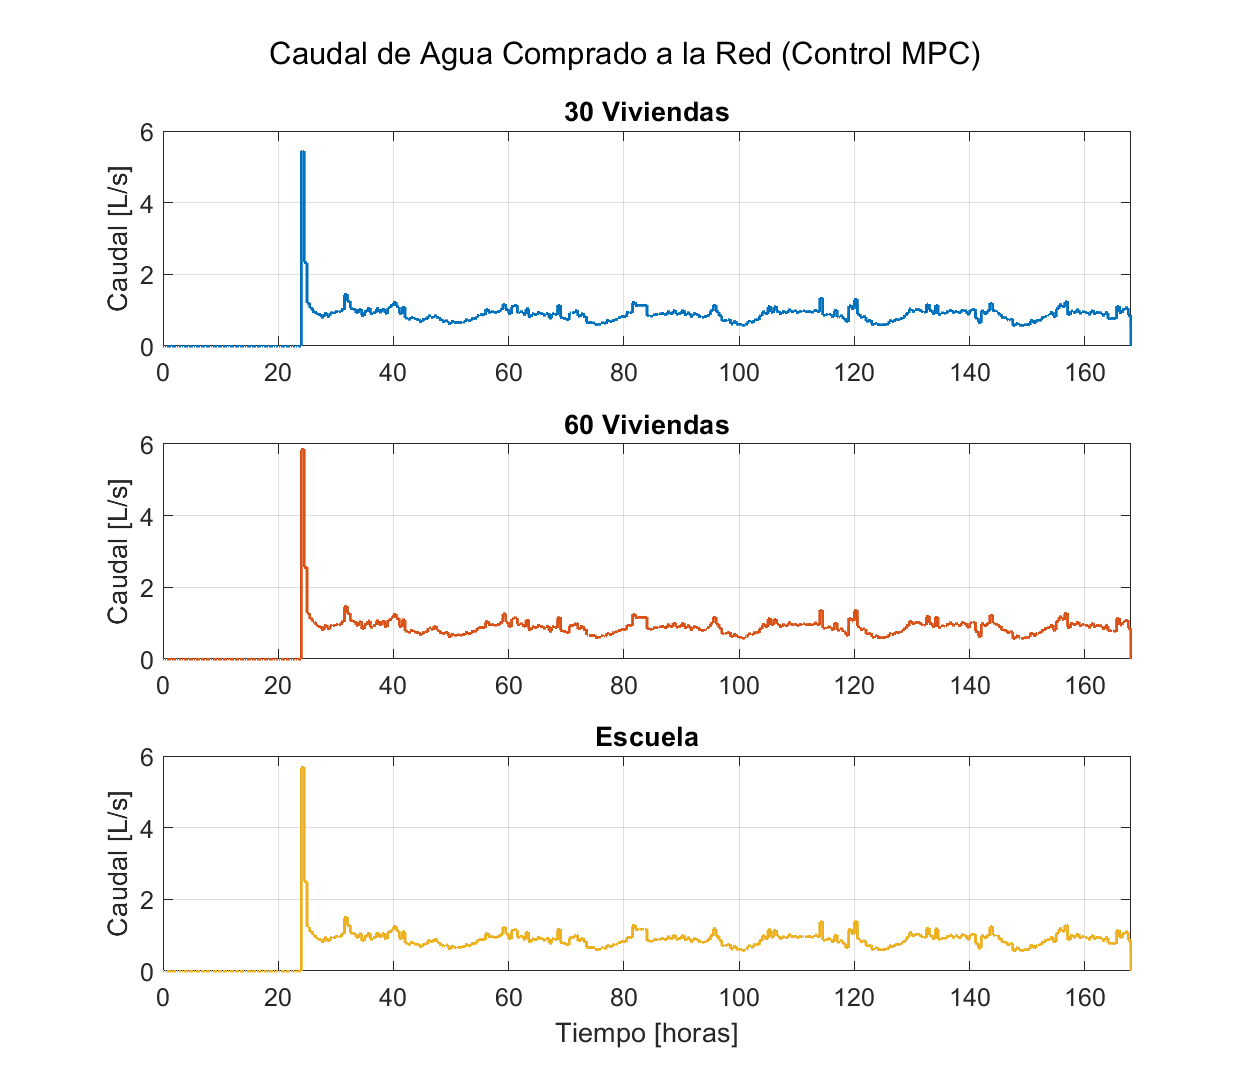 Caudal de Agua Comprado a la Red (Control MPC)
30 Viviendas
Caudal [L/s]
6
4
2
0
0 20 40 60 80 100 120 140 160
60 Viviendas
Caudal [L/s]
6
4
2
0
0 20 40 60 80 100 120 140 160
Escuela
Caudal [L/s]
6
4
2
0
0 20 40 60 80 100 120 140 160
Tiempo [horas]